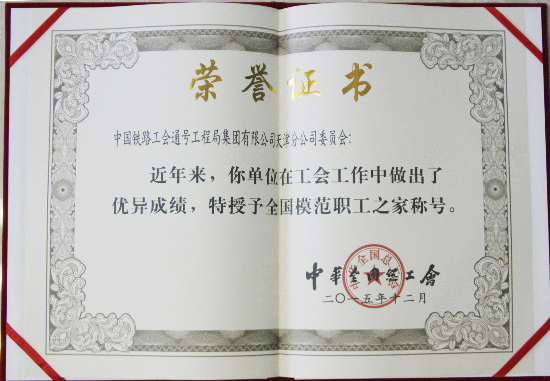 荣誉证书
中国铁路工会通号工程局集团有限公司天津分公司委员会：
近年来，你单位在工会工作中做出了
优异成绩，特授予全国模范职工之家称号。
中華全国總工會
二〇一五年十二月